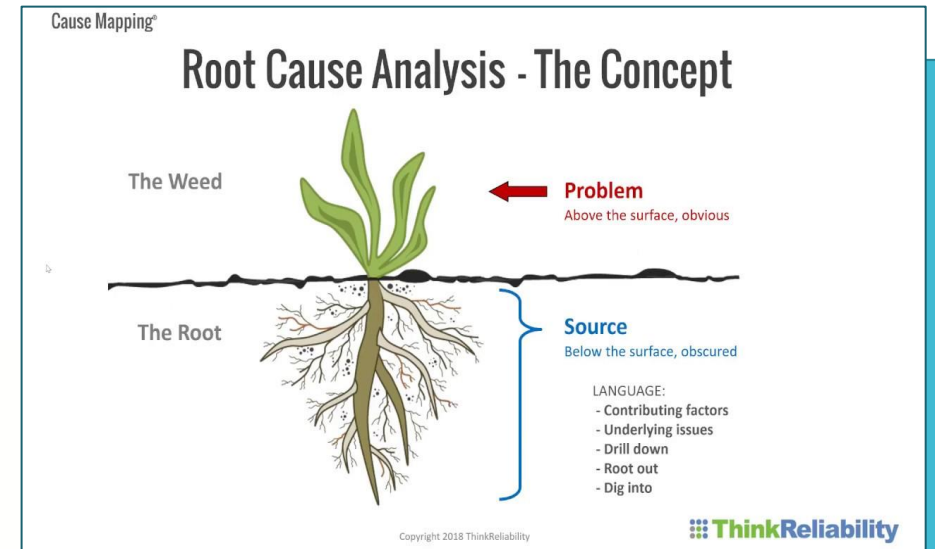 Cause Mapping®
Root Cause Analysis - The Concept
The Weed
Problem
Above the surface, obvious
The Root
Source
Below the surface, obscured
LANGUAGE:
- Contributing factors
- Underlying issues
- Drill down
- Root out
- Dig into
Copyright 2018 ThinkReliability
ThinkReliability